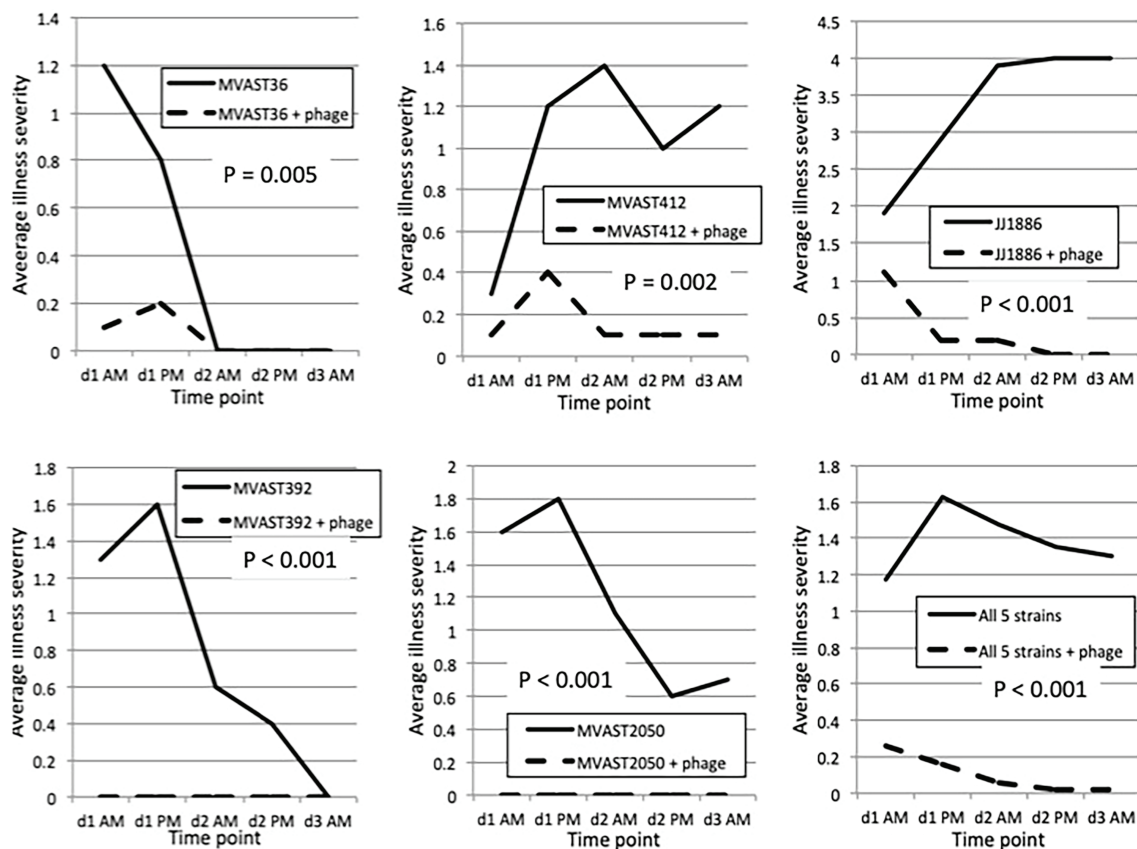 Aveerage illness severity
1.4
1.2
1
0.8
0.6
0.4
0.2
0
MVAST36
MVAST36 + phage
P = 0.005
d1 AM d1 PM d2 AM d2 PM d3 AM
Time point
Average illness severity
1.6
1.4
1.2
1
0.8
0.6
0.4
0.2
0
MVAST412
MVAST412 + phage
P = 0.002
d1 AM d1 PM d2 AM d2 PM d3 AM
Time point
Average illness severity
4.5
4
3.5
3
2.5
2
1.5
1
0.5
0
JJ1886
JJ1886 + phage
P < 0.001
d1 AM d1 PM d2 AM d2 PM d3 AM
Time point
Average illness severity
1.8
1.6
1.4
1.2
1
0.8
0.6
0.4
0.2
0
MVAST392
MVAST392 + phage
P < 0.001
d1 AM d1 PM d2 AM d2 PM d3 AM
Time point
Average illness severity
2
1.8
1.6
1.4
1.2
1
0.8
0.6
0.4
0.2
0
P < 0.001
MVAST2050
MVAST2050 + phage
d1 AM d1 PM d2 AM d2 PM d3 AM
Time point
Average illness severity
1.8
1.6
1.4
1.2
1
0.8
0.6
0.4
0.2
0
All 5 strains
All 5 strains + phage
P < 0.001
d1 AM d1 PM d2 AM d2 PM d3 AM
Time point